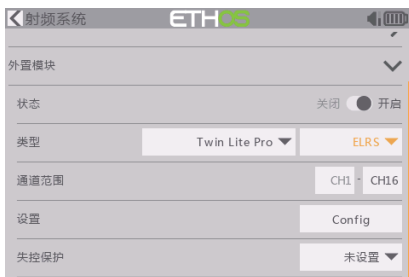 射频系统 ETHOS
外置模块
状态 关闭 开启
类型 Twin Lite Pro ELRS
通道范围 CH1 - CH16
设置 Config
失控保护 未设置